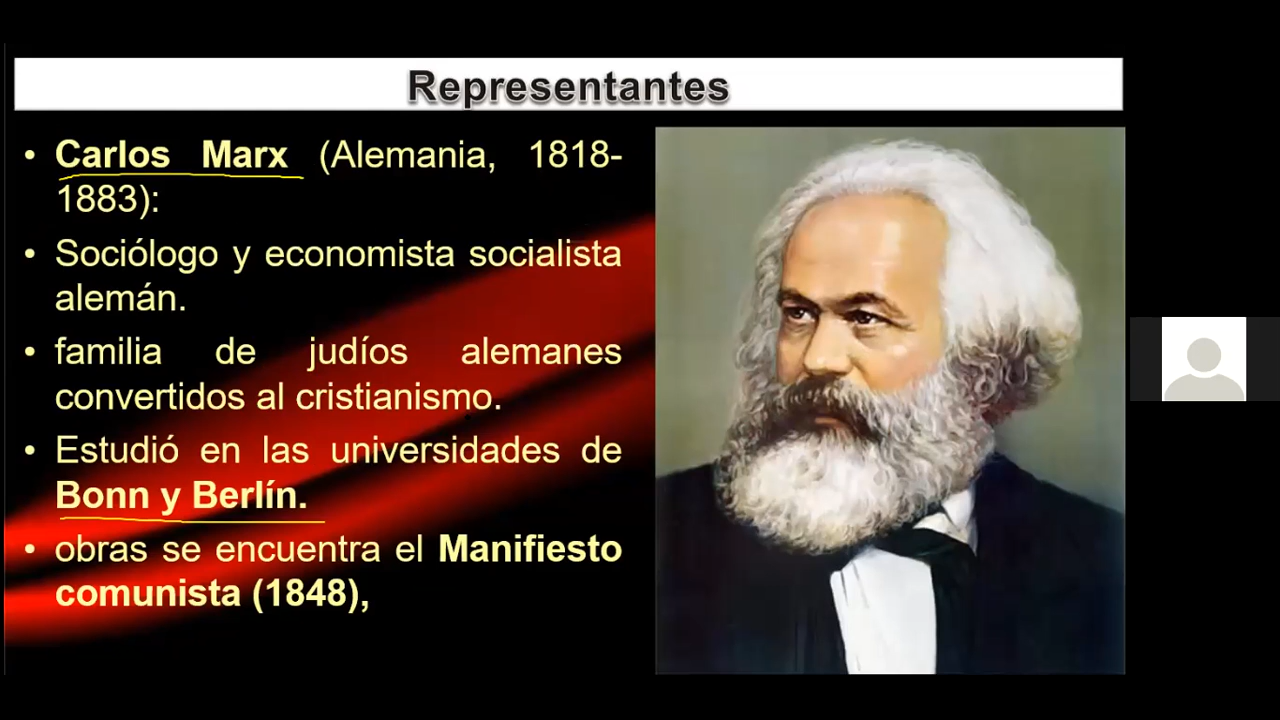 Representantes
• Carlos Marx (Alemania, 1818-
1883):
• Sociólogo y economista socialista
alemán.
• familia de judíos alemanes
convertidos al cristianismo.
• Estudió en las universidades de
Bonn y Berlín.
• obras se encuentra el Manifiesto
comunista (1848),